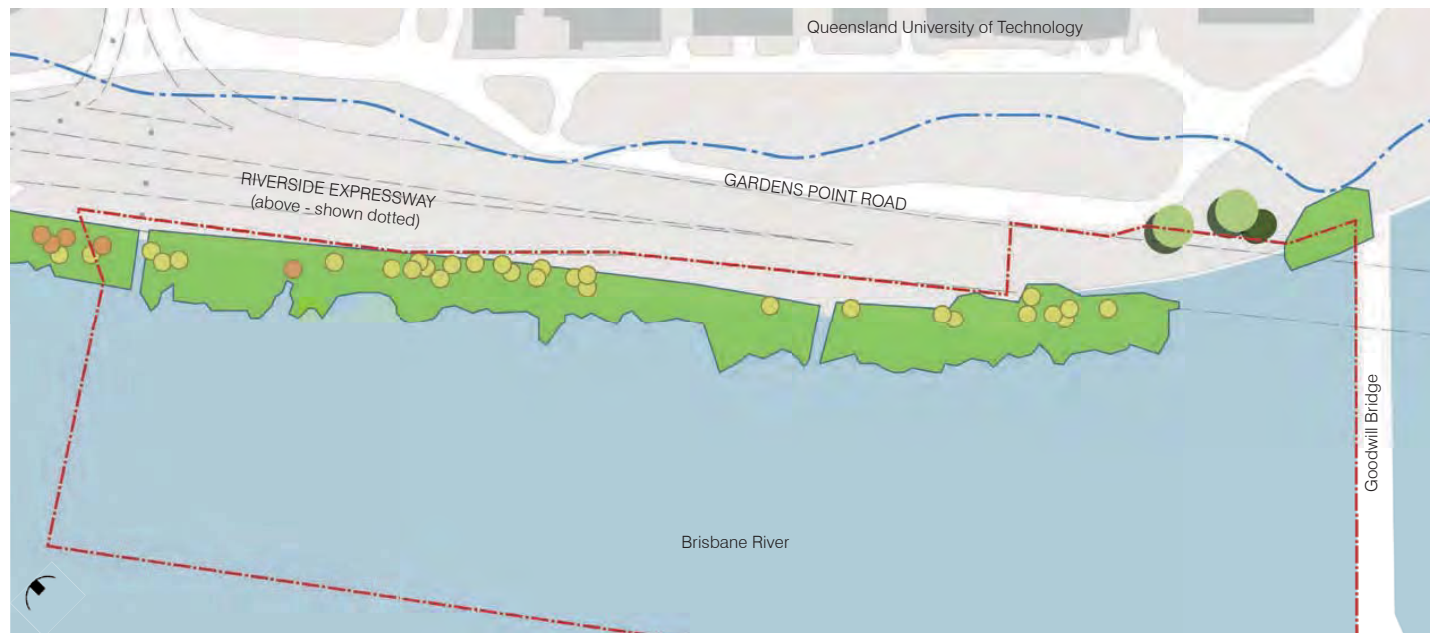 Queensland University of Technology
RIVERSIDE EXPRESSWAY
(above - shown dotted)
GARDENS POINT ROAD
Goodwill Bridge
Brisbane River